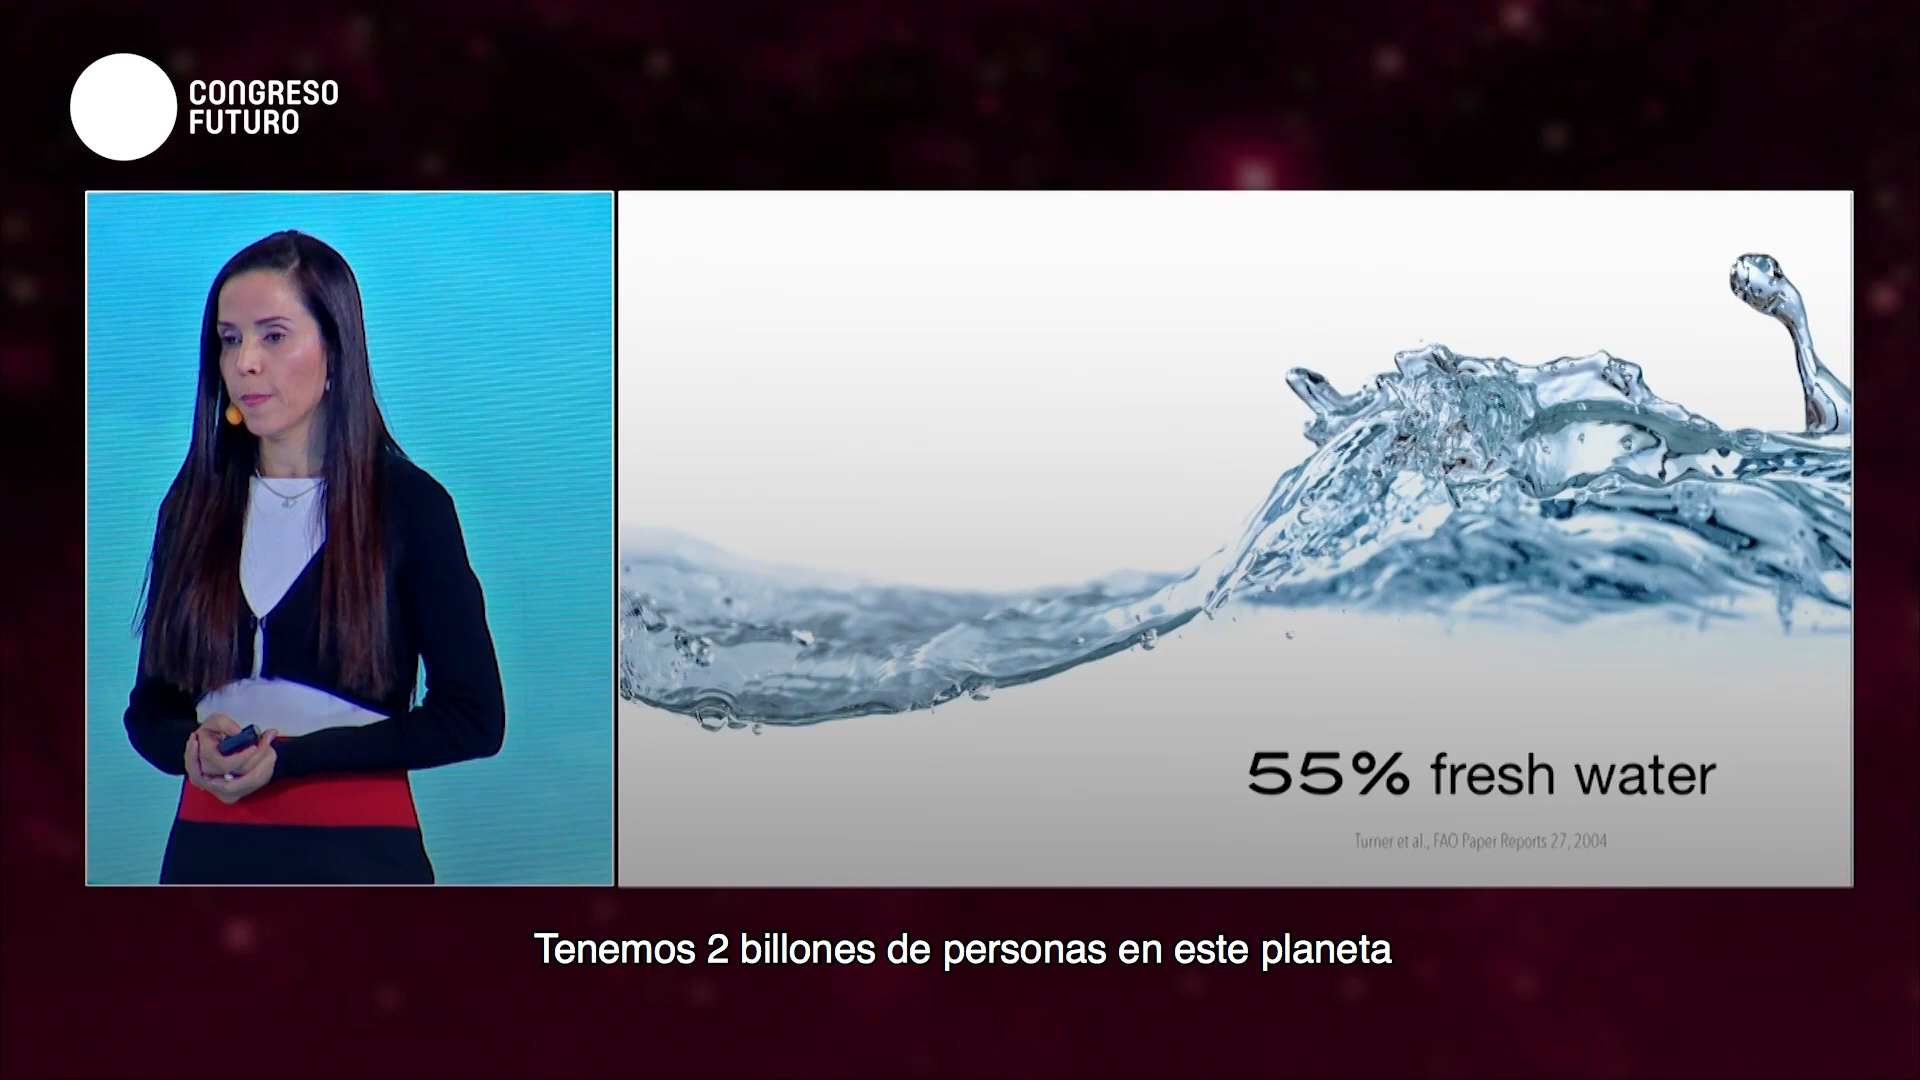 CONGRESO
FUTURO
55% fresh water
Turner et al., FAO Paper Reports 27, 2004
Tenemos 2 billones de personas en este planeta